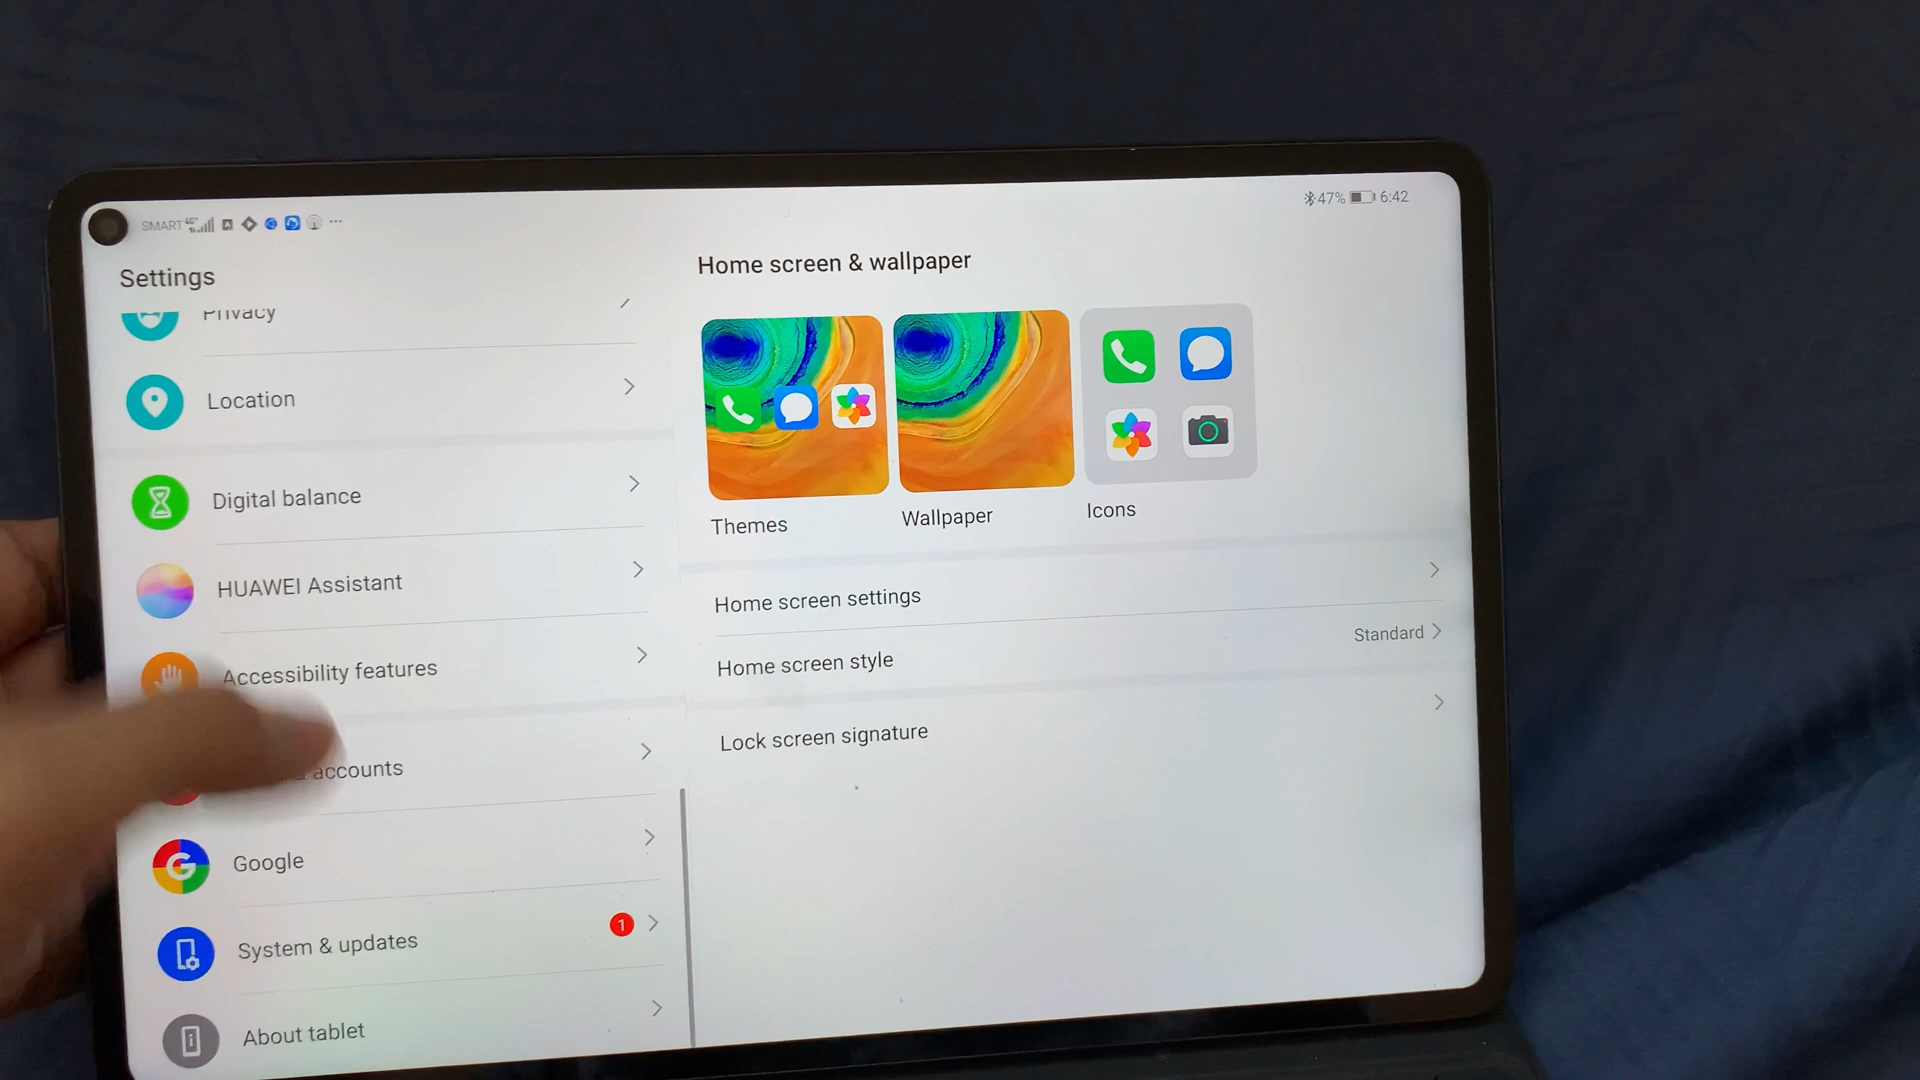 SMART 47% 6:42
Settings
Home screen & wallpaper
Privacy
Location
Digital balance
HUAWEI Assistant
Accessibility features
accounts
Google
System & updates 1
About tablet
Themes
Wallpaper
Icons
Home screen settings
Home screen style Standard
Lock screen signature